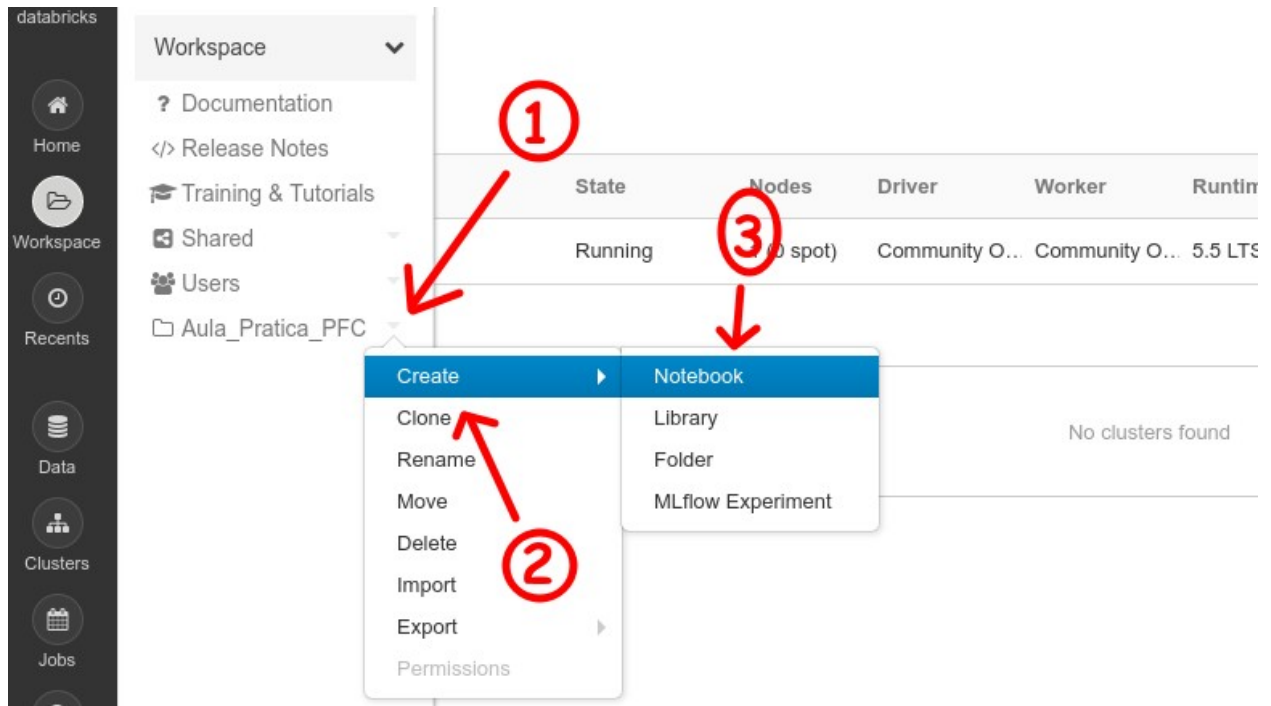 databricks
Home
Workspace
Recents
Data
Clusters
Jobs
Workspace
? Documentation
</> Release Notes
Training & Tutorials
Shared
Users
Aula_Pratica_PFC
1
2
3
State Nodes Driver Worker Runtim
Running (0 spot) Community O... Community O... 5.5 LTS
No clusters found
Create
Clone
Rename
Move
Delete
Import
Export
Permissions
Notebook
Library
Folder
MLflow Experiment